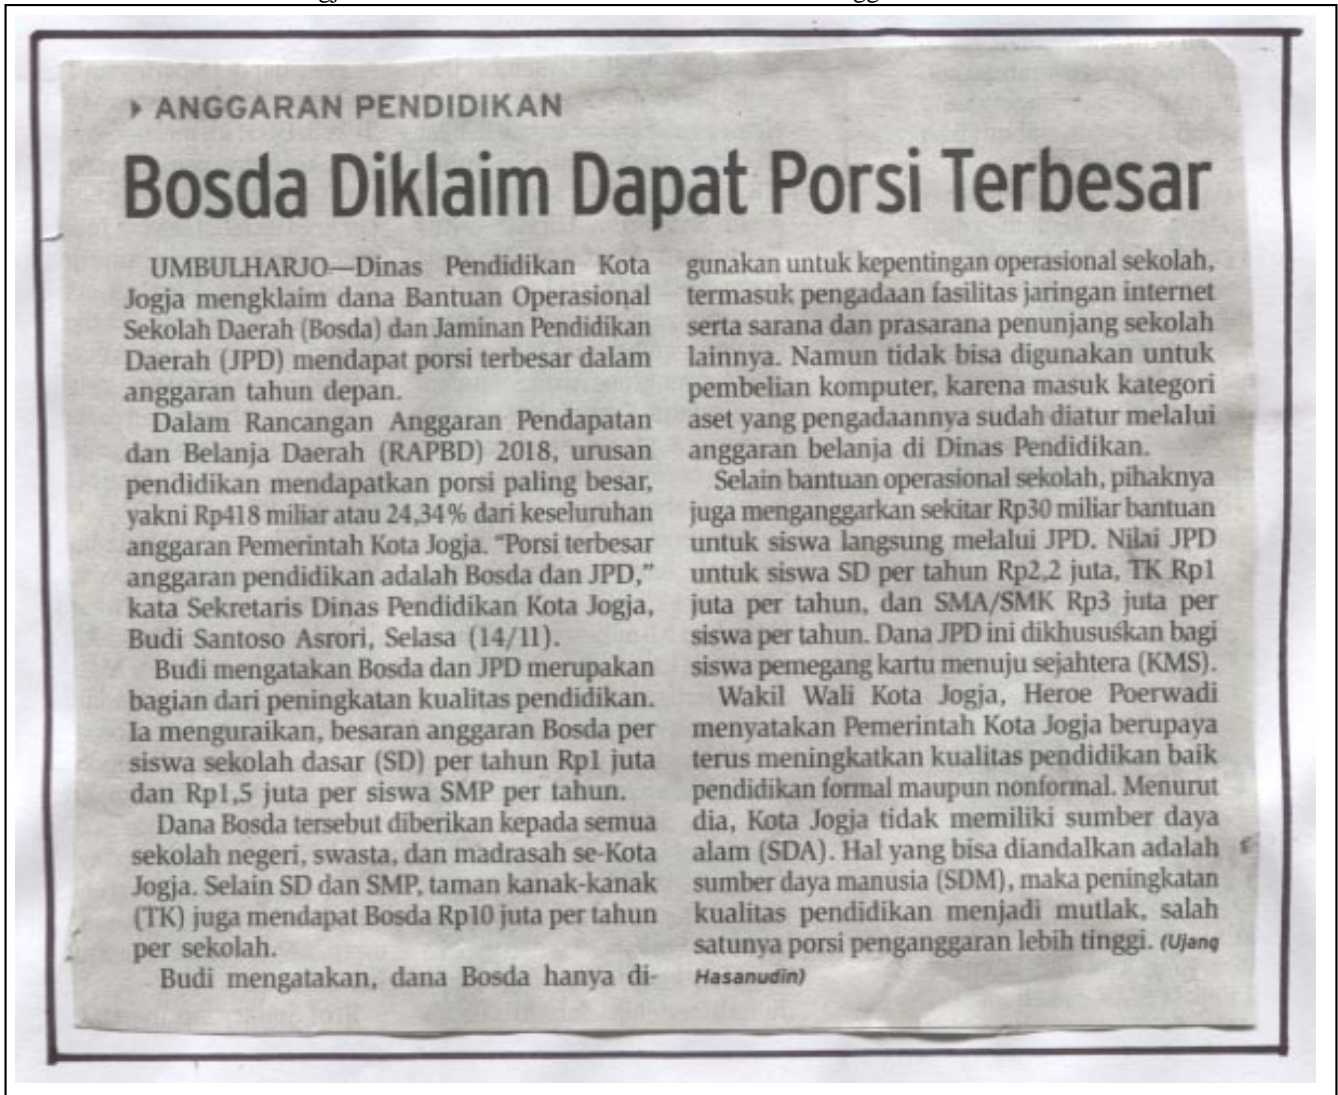 ANGGARAN PENDIDIKAN
Bosda Diklaim Dapat Porsi Terbesar
UMBULHARJO—Dinas Pendidikan Kota
Jogja mengklaim dana Bantuan Operasional
Sekolah Daerah (Bosda) dan Jaminan Pendidikan
Daerah (JPD) mendapat porsi terbesar dalam
anggaran tahun depan.
Dalam Rancangan Anggaran Pendapatan
dan Belanja Daerah (RAPBD) 2018, urusan
pendidikan mendapatkan porsi paling besar,
yakni Rp418 miliar atau 24,34% dari keseluruhan
anggaran Pemerintah Kota Jogja. “Porsi terbesar
anggaran pendidikan adalah Bosda dan JPD,”
kata Sekretaris Dinas Pendidikan Kota Jogja,
Budi Santoso Asrori, Selasa (14/11).
Budi mengatakan Bosda dan JPD merupakan
bagian dari peningkatan kualitas pendidikan.
Ia menguraikan, besaran anggaran Bosda per
siswa sekolah dasar (SD) per tahun Rp1 juta
dan Rp1,5 juta per siswa SMP per tahun.
Dana Bosda tersebut diberikan kepada semua
sekolah negeri, swasta, dan madrasah se-Kota
Jogja. Selain SD dan SMP, taman kanak-kanak
(TK) juga mendapat Bosda Rp10 juta per tahun
per sekolah.
Budi mengatakan, dana Bosda hanya di-
gunakan untuk kepentingan operasional sekolah,
termasuk pengadaan fasilitas jaringan internet
serta sarana dan prasarana penunjang sekolah
lainnya. Namun tidak bisa digunakan untuk
pembelian komputer, karena masuk kategori
aset yang pengadaannya sudah diatur melalui
anggaran belanja di Dinas Pendidikan.
Selain bantuan operasional sekolah, pihaknya
juga menganggarkan sekitar Rp30 miliar bantuan
untuk siswa langsung melalui JPD. Nilai JPD
untuk siswa SD per tahun Rp2,2 juta, TK Rp1
juta per tahun, dan SMA/SMK Rp3 juta per
siswa per tahun. Dana JPD ini dikhususkan bagi
siswa pemegang kartu menuju sejahtera (KMS).
Wakil Wali Kota Jogja, Heroe Poerwadi
menyatakan Pemerintah Kota Jogja berupaya
terus meningkatkan kualitas pendidikan baik
pendidikan formal maupun nonformal. Menurut
dia, Kota Jogja tidak memiliki sumber daya
alam (SDA). Hal yang bisa diandalkan adalah
sumber daya manusia (SDM), maka peningkatan
kualitas pendidikan menjadi mutlak, salah
satunya porsi penganggaran lebih tinggi. (Ujang
Hasanudin)